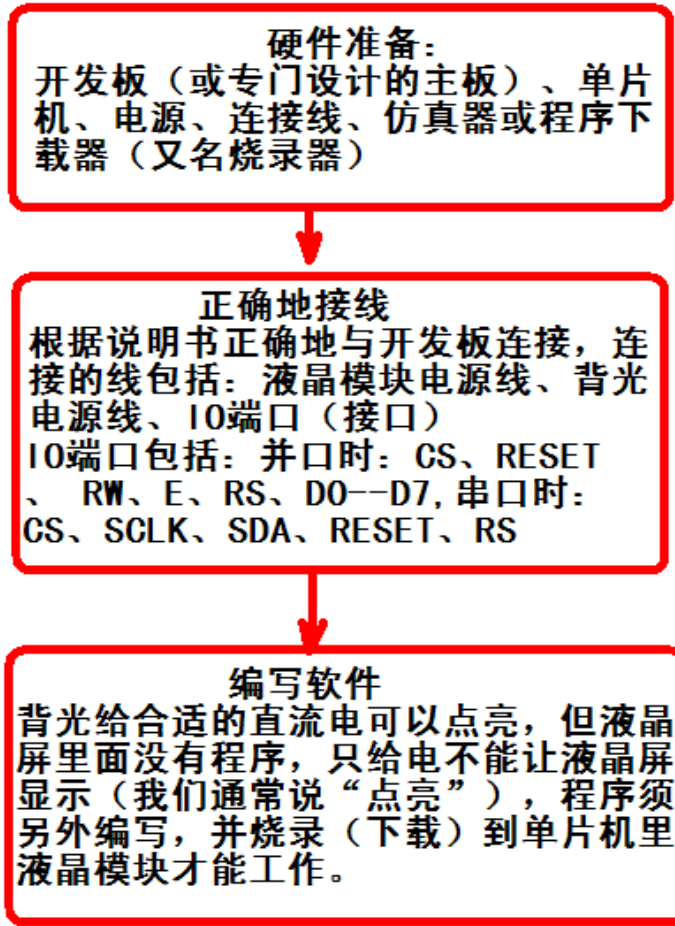 硬件准备：
开发板（或专门设计的主板）、单片
机、电源、连接线、仿真器或程序下
载器（又名烧录器）
正确地接线
根据说明书正确地与开发板连接，连
接的线包括：液晶模块电源线、背光
电源线、IO端口（接口）
IO端口包括：并口时：CS、RESET
、 RW、E、RS、D0--D7,串口时：
CS、SCLK、SDA、RESET、RS
编写软件
背光给合适的直流电可以点亮，但液晶
屏里面没有程序，只给电不能让液晶屏
显示（我们通常说“点亮”），程序须
另外编写，并烧录（下载）到单片机里
液晶模块才能工作。